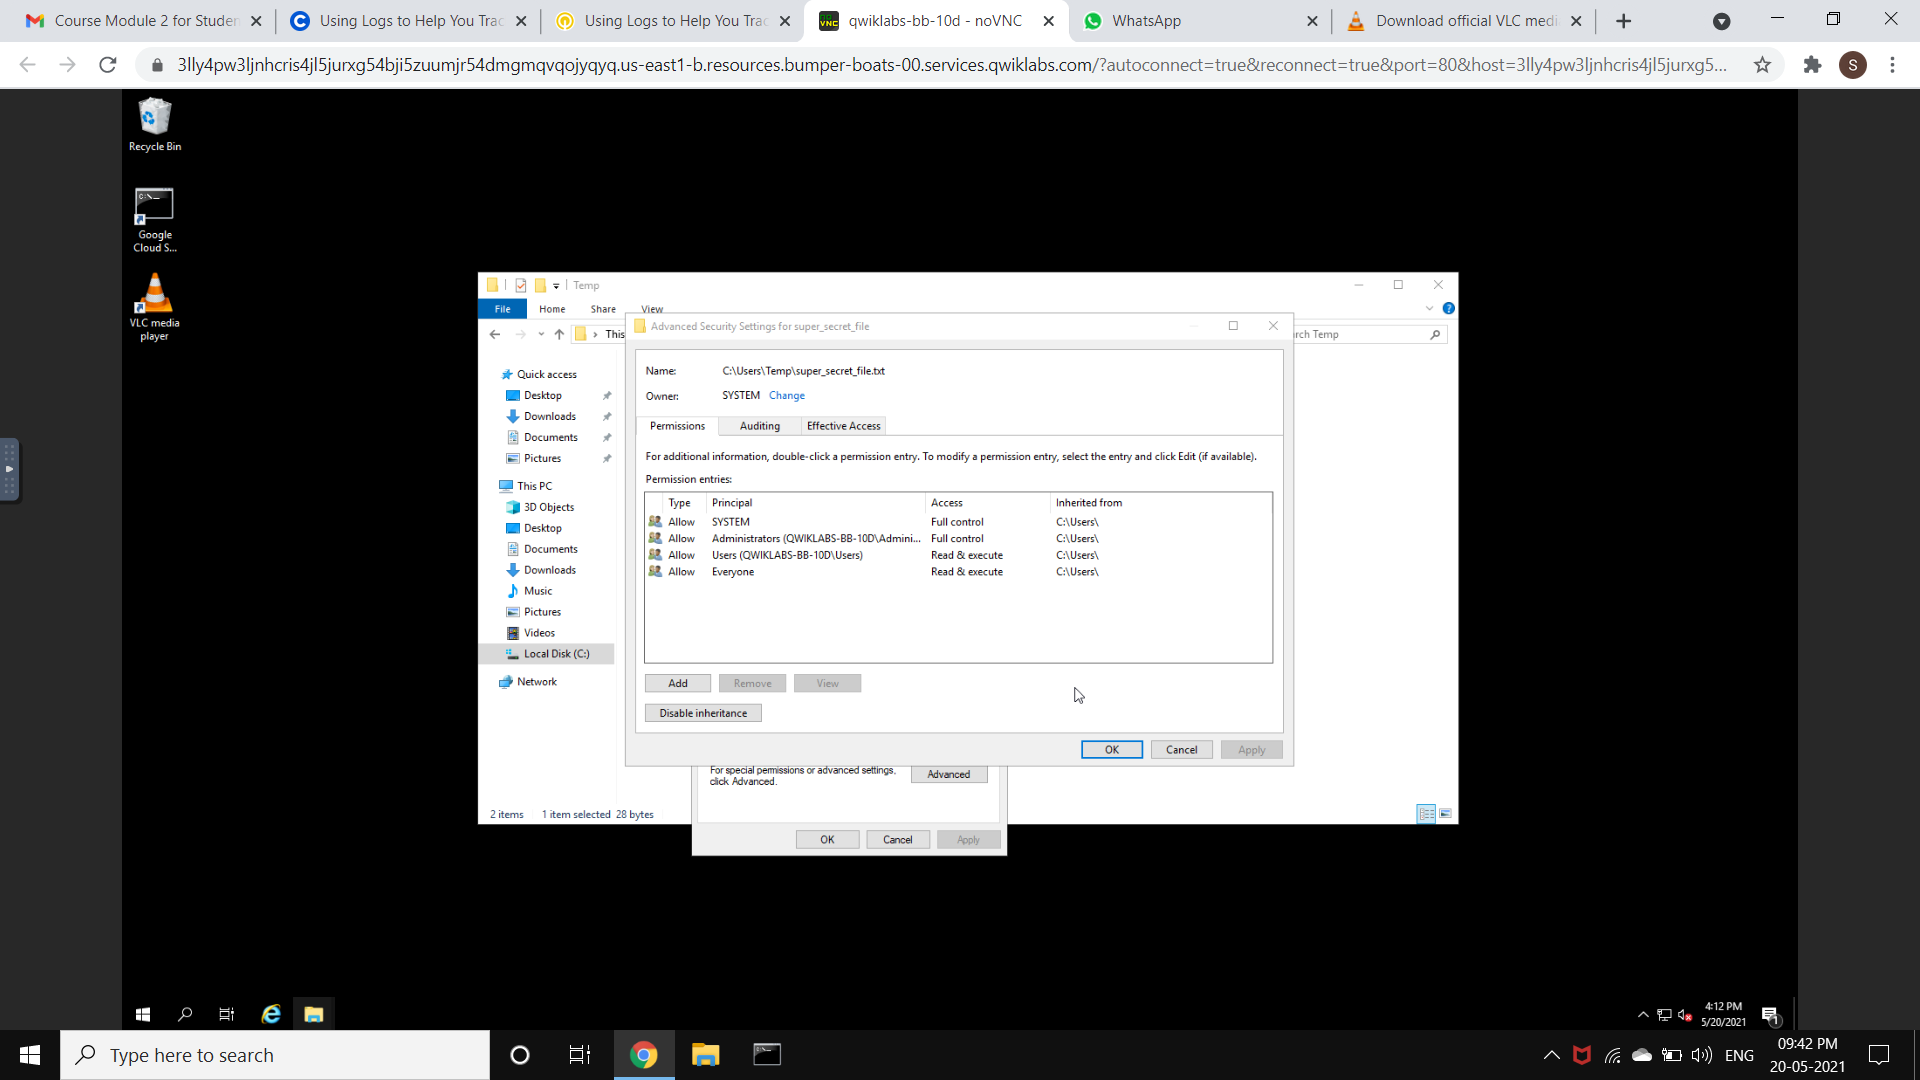 Course Module 2 for Studen
Using Logs to Help You Trac
Using Logs to Help You Trac
qwiklabs-bb-10d - noVNC
WhatsApp
Download official VLC medi
3lly4pw3ljnhcris4jl5jurxg54bji5zuumjr54dmgmqvqojyqyq.us-east1-b.resources.bumper-boats-00.services.qwiklabs.com/?autoconnect=true&reconnect=true&port=80&host=3lly4pw3ljnhcris4jl5jurxg5...
S
Recycle Bin
Google
Cloud S...
VLC media
player
Temp
File Home Share View
This
rch Temp
Quick access
Desktop
Downloads
Documents
Pictures
This PC
3D Objects
Desktop
Documents
Downloads
Music
Pictures
Videos
Local Disk (C:)
Network
2 items 1 item selected 28 bytes
Advanced Security Settings for super_secret_file
Name: C:\Users\Temp\super_secret_file.txt
Owner: SYSTEM Change
Permissions Auditing Effective Access
For additional information, double-click a permission entry. To modify a permission entry, select the entry and click Edit (if available).
Permission entries:
Type Principal Access Inherited from
Allow SYSTEM Full control C:\Users\
Allow Administrators (QWIKLABS-BB-10D\Admini... Full control C:\Users\
Allow Users (QWIKLABS-BB-10D\Users) Read & execute C:\Users\
Allow Everyone Read & execute C:\Users\
Add Remove View
Disable inheritance
OK Cancel Apply
For special permissions or advanced settings,
click Advanced.
Advanced
OK Cancel Apply
4:12 PM
5/20/2021
1
Type here to search
ENG
09:42 PM
20-05-2021